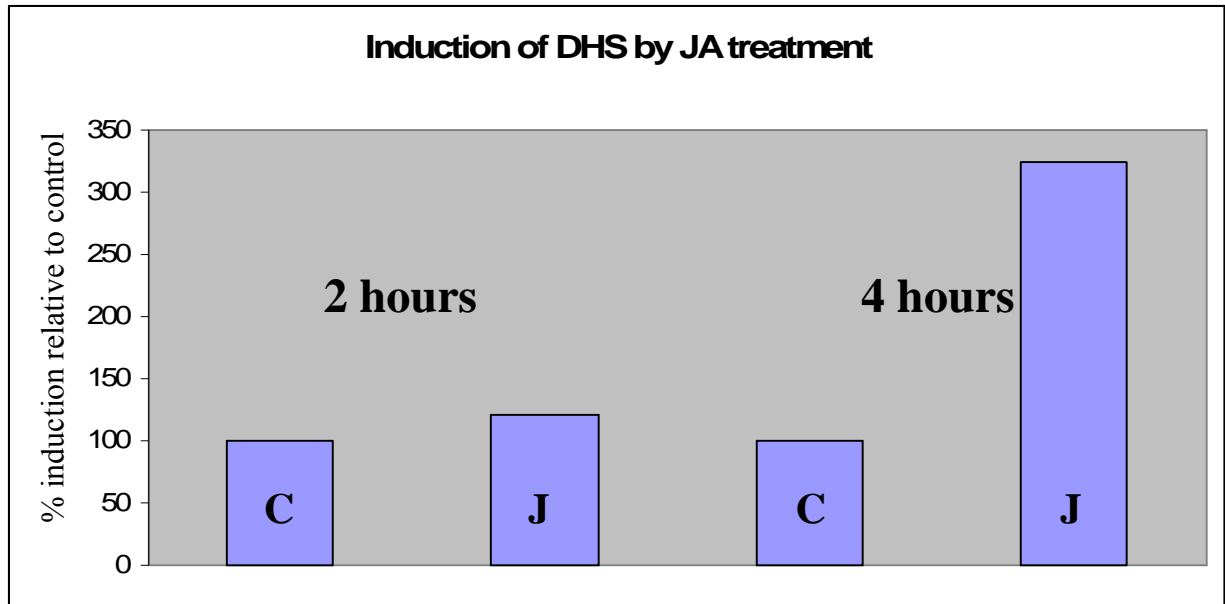 Induction of DHS by JA treatment
% induction relative to control
350
300
250
200
150
100
50
0
2 hours
4 hours
C
J
C
J